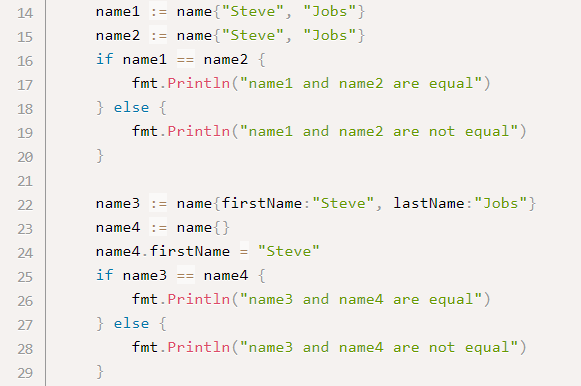 14 name1 := name{"Steve", "Jobs"}
15 name2 := name{"Steve", "Jobs"}
16 if name1 == name2 {
17 fmt.Println("name1 and name2 are equal")
18 } else {
19 fmt.Println("name1 and name2 are not equal")
20 }
21
22 name3 := name{firstName:"Steve", lastName:"Jobs"}
23 name4 := name{}
24 name4.firstName = "Steve"
25 if name3 == name4 {
26 fmt.Println("name3 and name4 are equal")
27 } else {
28 fmt.Println("name3 and name4 are not equal")
29 }